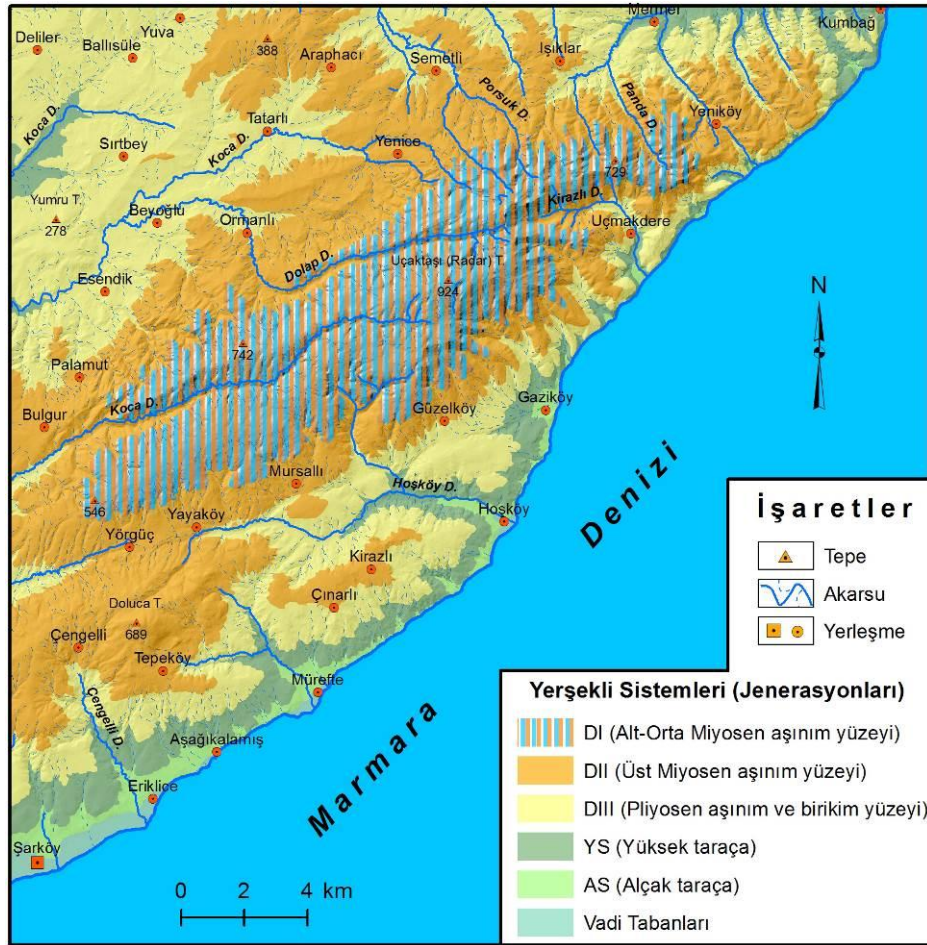 Mermer
Kumbağ
Yuva
Deliler
Ballısüle
388
Araphacı
Semetli
Işıklar
Porsuk D.
Panda D.
Koca D.
Tatarlı
Yeniköy
Sırtbey
Koca D.
Yenice
729
Yumru T.
278
Beyoğlu
Ormanlı
Kirazlı D.
Uçmakdere
Dolap D.
Uçaktaşı (Radar) T.
924
Esendik
N
742
Palamut
Koca D.
Bulgur
Güzelköy
Gaziköy
Mursallı
Hoşköy D.
546
Yayaköy
Hoşköy
Yörgüç
Kirazlı
Çınarlı
Doluca T.
689
Çengelli
Tepeköy
Çengelli D.
Mürefte
Aşağıkalamış
Eriklice
Şarköy
Marmara Denizi
0 2 4 km
İşaretler
Tepe
Akarsu
Yerleşme
Yerşekli Sistemleri (Jenerasyonları)
DI (Alt-Orta Miyosen aşınım yüzeyi)
DII (Üst Miyosen aşınım yüzeyi)
DIII (Pliyosen aşınım ve birikim yüzeyi)
YS (Yüksek taraça)
AS (Alçak taraça)
Vadi Tabanları